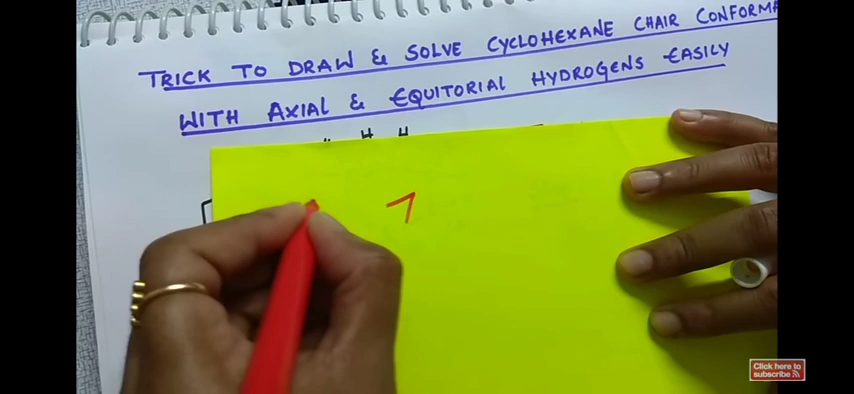 TRICK TO DRAW & SOLVE CYCLOHEXANE CHAIR CONFORMA
WITH AXIAL & EQUITORIAL HYDROGENS EASILY
H H
Click here to
subscribe